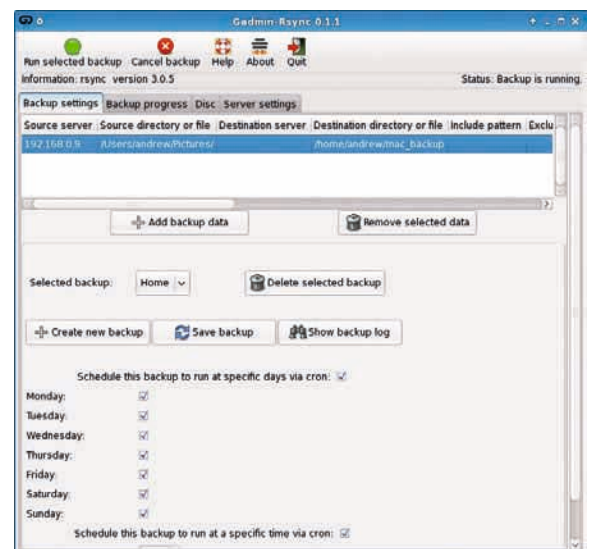 Gadmin-Rsync 0.1.1
Run selected backup Cancel backup Help About Quit
Information: rsync version 3.0.5 Status: Backup is running.
Backup settings Backup progress Disc Server settings
Source server Source directory or file Destination server Destination directory or file Include pattern Exclu
192.168.0.9 /Users/andrew/Pictures/ /home/andrew/mac_backup
Add backup data Remove selected data
Selected backup: Home Delete selected backup
Create new backup Save backup Show backup log
Schedule this backup to run at specific days via cron:
Monday:
Tuesday:
Wednesday:
Thursday:
Friday:
Saturday:
Sunday:
Schedule this backup to run at a specific time via cron: